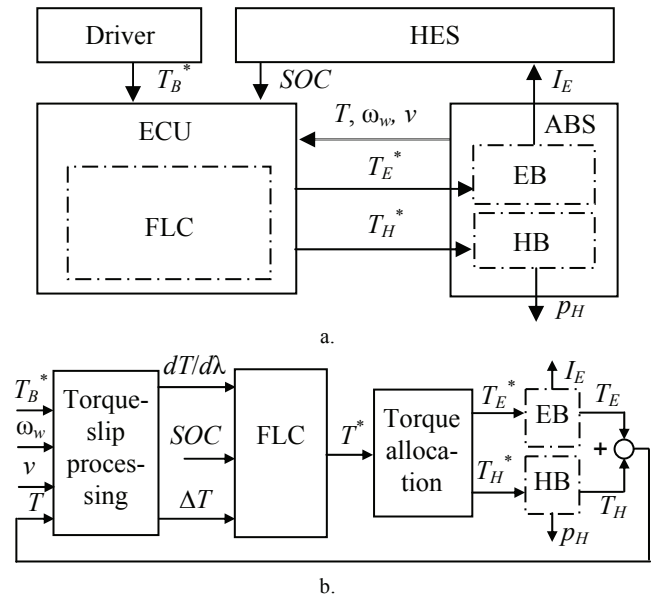 Driver
HES
T_B*
SOC
I_E
ECU
T, ω_w, v
ABS
FLC
T_E*
EB
T_H*
HB
p_H
a.
T_B*
ω_w
v
T
Torque-
slip
proces-
sing
dT/dλ
SOC
ΔT
FLC
T*
Torque
alloca-
tion
T_E*
T_H*
I_E
EB
T_E
HB
T_H
+
p_H
b.